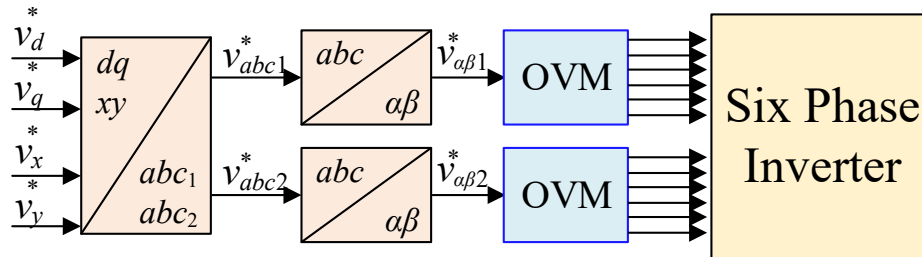 v*d
v*q
v*x
v*y
dq
xy
abc1
abc2
v*abc1
abc
αβ
v*αβ1
OVM
v*abc2
abc
αβ
v*αβ2
OVM
Six Phase
Inverter